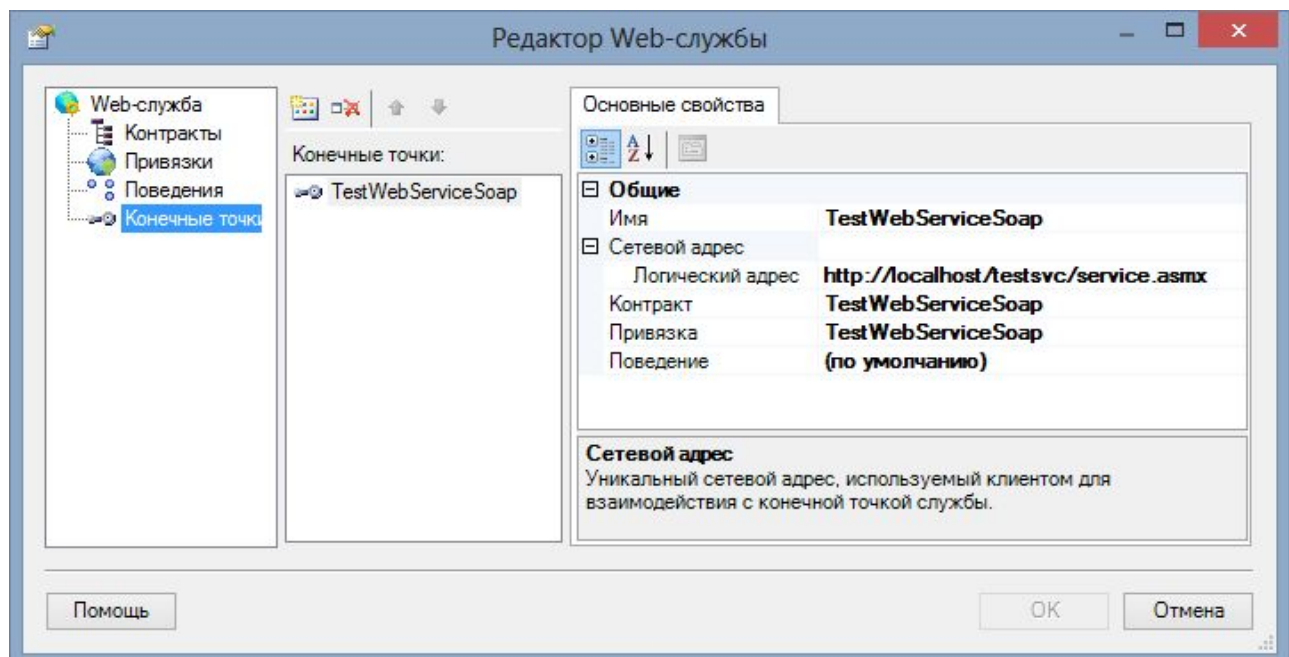 Редактор Web-службы
Web-служба
Контракты
Привязки
Поведения
Конечные точки
Конечные точки:
TestWebServiceSoap
Основные свойства
Общие
Имя TestWebServiceSoap
Сетевой адрес
Логический адрес http://localhost/testsvc/service.asmx
Контракт TestWebServiceSoap
Привязка TestWebServiceSoap
Поведение (по умолчанию)
Сетевой адрес
Уникальный сетевой адрес, используемый клиентом для
взаимодействия с конечной точкой службы.
Помощь
OK
Отмена